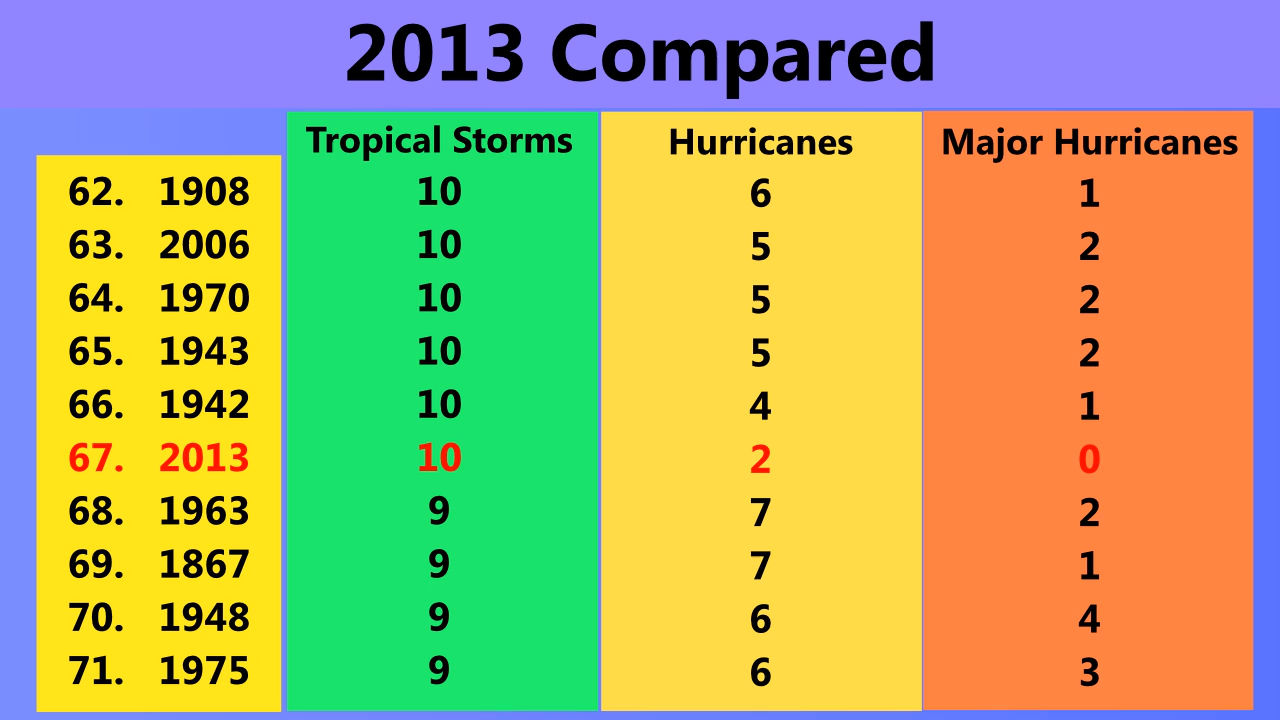 2013 Compared
Tropical Storms Hurricanes Major Hurricanes
62. 1908 10 6 1
63. 2006 10 5 2
64. 1970 10 5 2
65. 1943 10 5 2
66. 1942 10 4 1
67. 2013 10 2 0
68. 1963 9 7 2
69. 1867 9 7 1
70. 1948 9 6 4
71. 1975 9 6 3